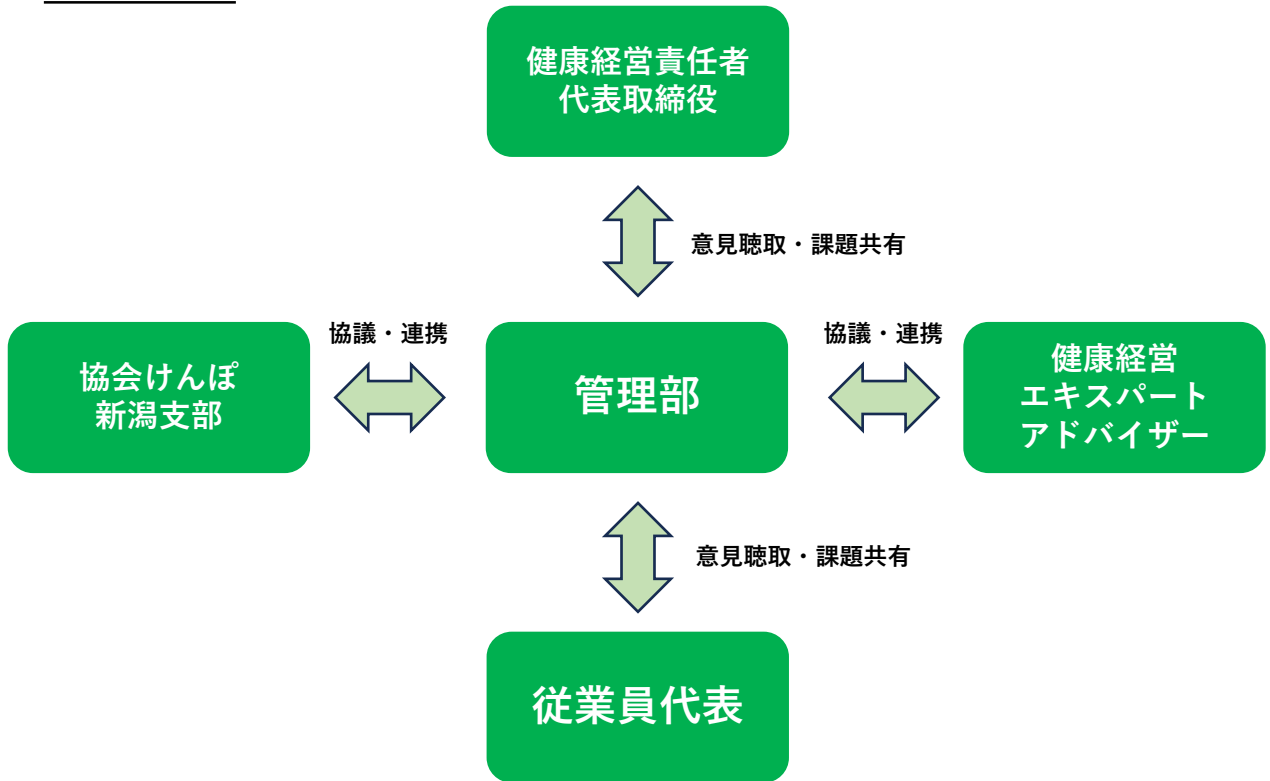 健康経営責任者
代表取締役
意見聴取・課題共有
協会けんぽ
新潟支部
協議・連携
管理部
協議・連携
健康経営
エキスパート
アドバイザー
意見聴取・課題共有
従業員代表